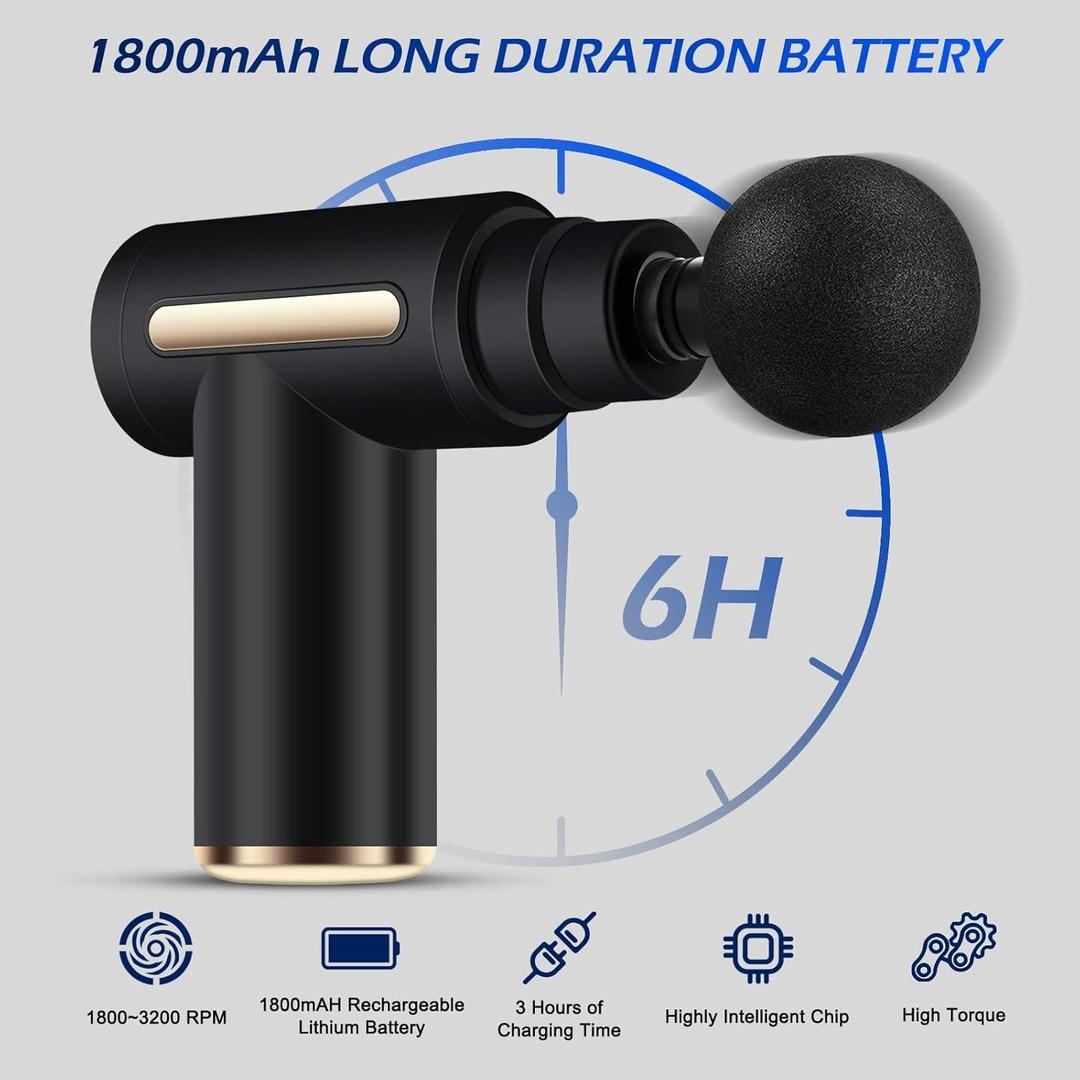 1800mAh LONG DURATION BATTERY
6H
1800~3200 RPM
1800mAH Rechargeable
Lithium Battery
3 Hours of
Charging Time
Highly Intelligent Chip
High Torque